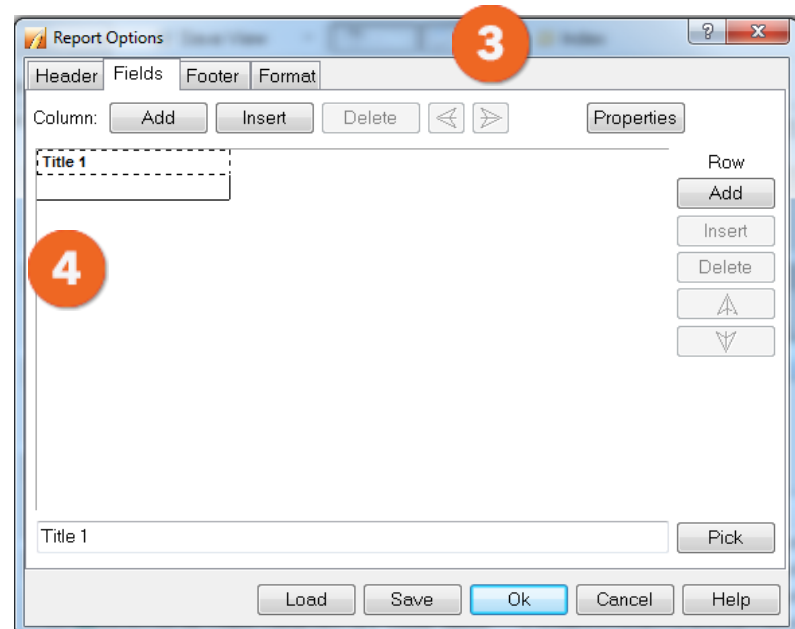 Report Options
3
? X
Header Fields Footer Format
Column: Add Insert Delete Properties
Title 1
Row
Add
Insert
Delete
4
Title 1 Pick
Load Save Ok Cancel Help